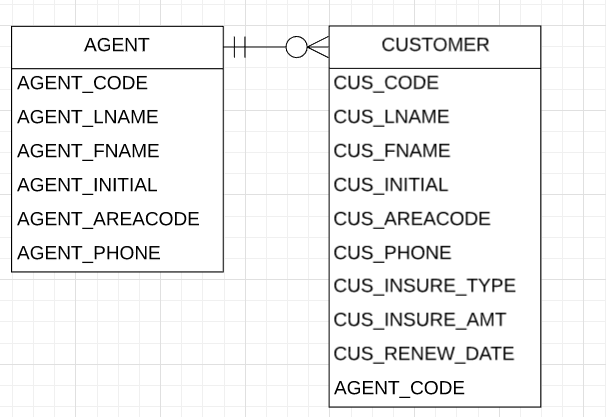 AGENT
AGENT_CODE
AGENT_LNAME
AGENT_FNAME
AGENT_INITIAL
AGENT_AREACODE
AGENT_PHONE
CUSTOMER
CUS_CODE
CUS_LNAME
CUS_FNAME
CUS_INITIAL
CUS_AREACODE
CUS_PHONE
CUS_INSURE_TYPE
CUS_INSURE_AMT
CUS_RENEW_DATE
AGENT_CODE